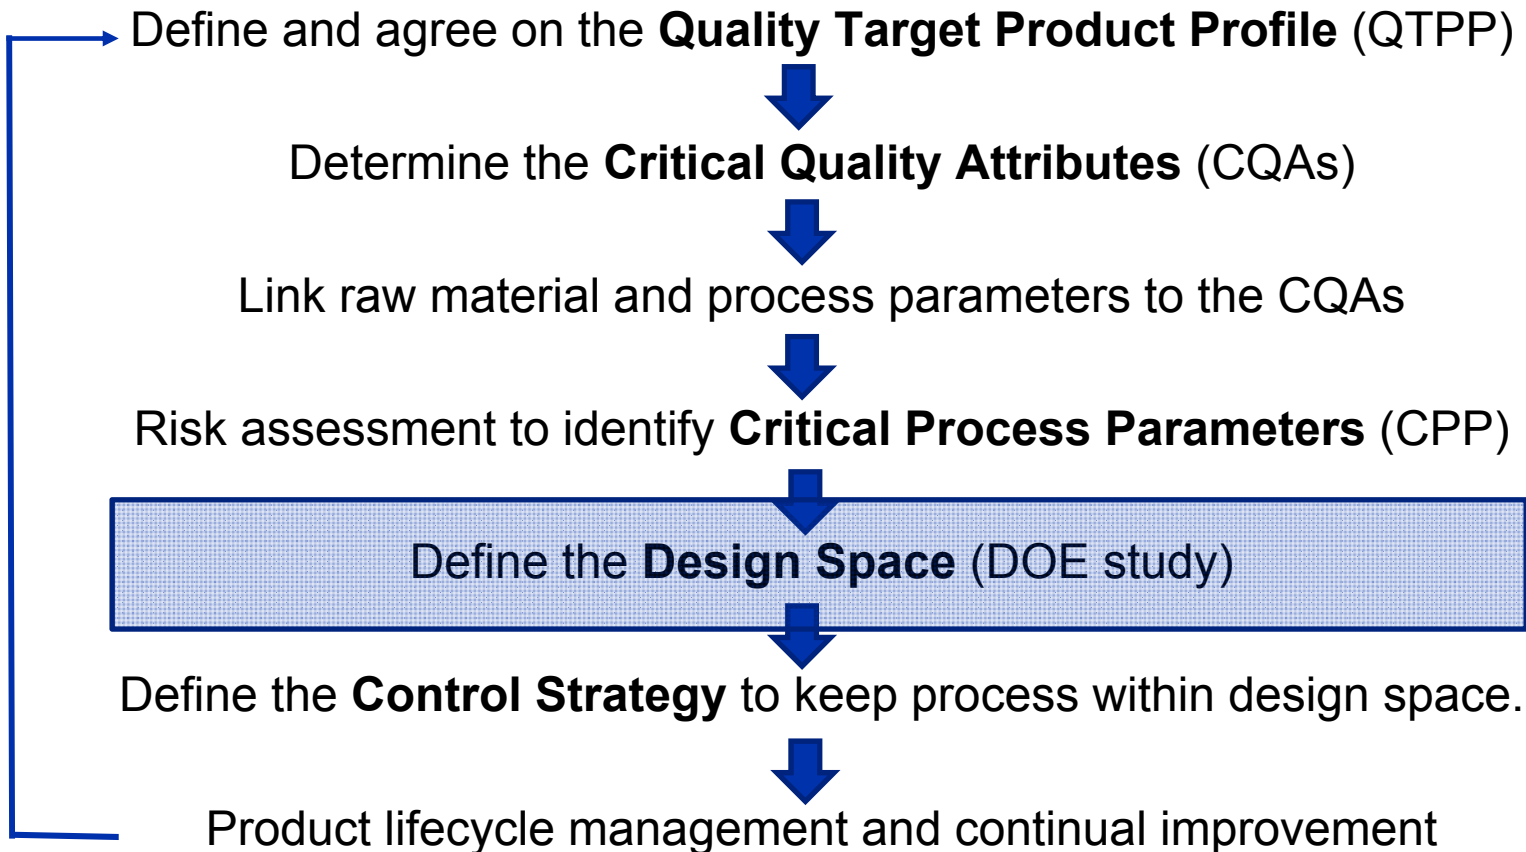 Define and agree on the Quality Target Product Profile (QTPP)
Determine the Critical Quality Attributes (CQAs)
Link raw material and process parameters to the CQAs
Risk assessment to identify Critical Process Parameters (CPP)
Define the Design Space (DOE study)
Define the Control Strategy to keep process within design space.
Product lifecycle management and continual improvement